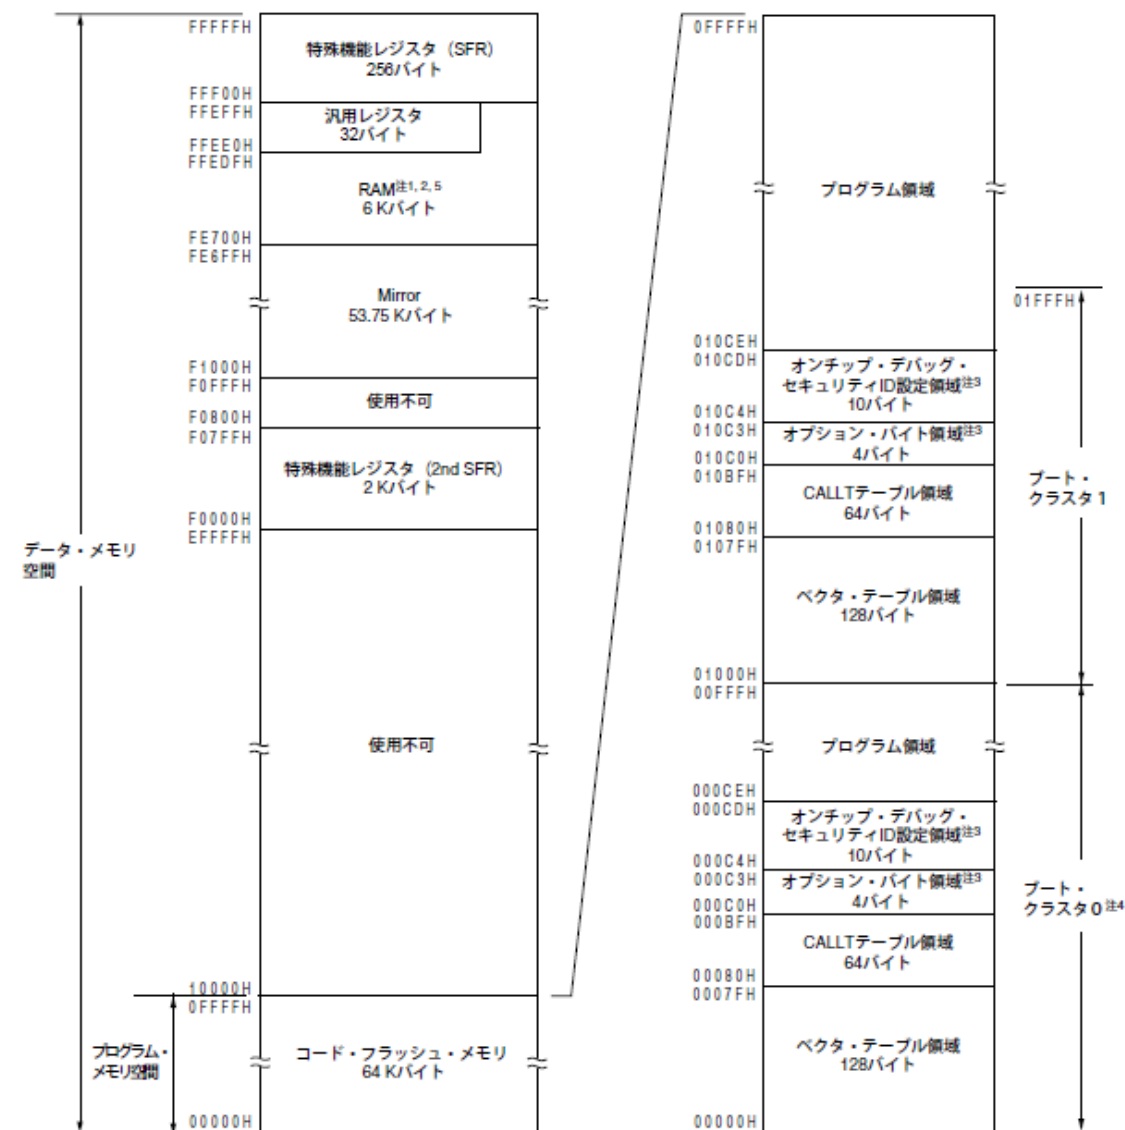 FFFFFH
特殊機能レジスタ（SFR）
256バイト
FFF00H
FFEFFH
汎用レジスタ
32バイト
FFEE0H
FFEDFH
RAM注1, 2, 5
6 Kバイト
FE700H
FE6FFH
Mirror
53.75 Kバイト
F1000H
F0FFFH
使用不可
F0800H
F07FFH
特殊機能レジスタ（2nd SFR）
2 Kバイト
F0000H
EFFFFH
データ・メモリ
空間
使用不可
10000H
0FFFFH
プログラム・
メモリ空間
コード・フラッシュ・メモリ
64 Kバイト
00000H
0FFFFH
プログラム領域
01FFFH
010CEH
010CDH
オンチップ・デバッグ・
セキュリティID設定領域注3
10バイト
010C4H
010C3H
オプション・バイト領域注3
4バイト
010C0H
010BFH
CALLTテーブル領域
64バイト
ブート・
クラスタ1
01080H
0107FH
ベクタ・テーブル領域
128バイト
01000H
00FFFH
プログラム領域
000CEH
000CDH
オンチップ・デバッグ・
セキュリティID設定領域注3
10バイト
000C4H
000C3H
オプション・バイト領域注3
4バイト
000C0H
000BFH
ブート・
クラスタ0 注4
CALLTテーブル領域
64バイト
00080H
0007FH
ベクタ・テーブル領域
128バイト
00000H